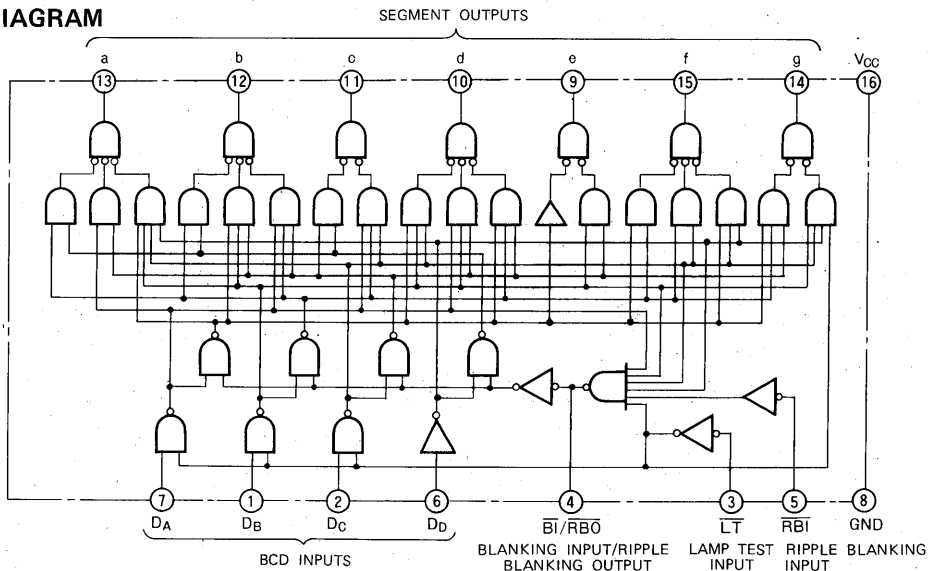 IAGRAM
SEGMENT OUTPUTS
a b c d e f g VCC
13 12 11 10 9 15 14 16
7 1 2 6 4 3 5 8
DA DB DC DD BI/RBO LT RBI GND
BCD INPUTS
BLANKING INPUT/RIPPLE BLANKING OUTPUT
LAMP TEST INPUT
RIPPLE BLANKING INPUT